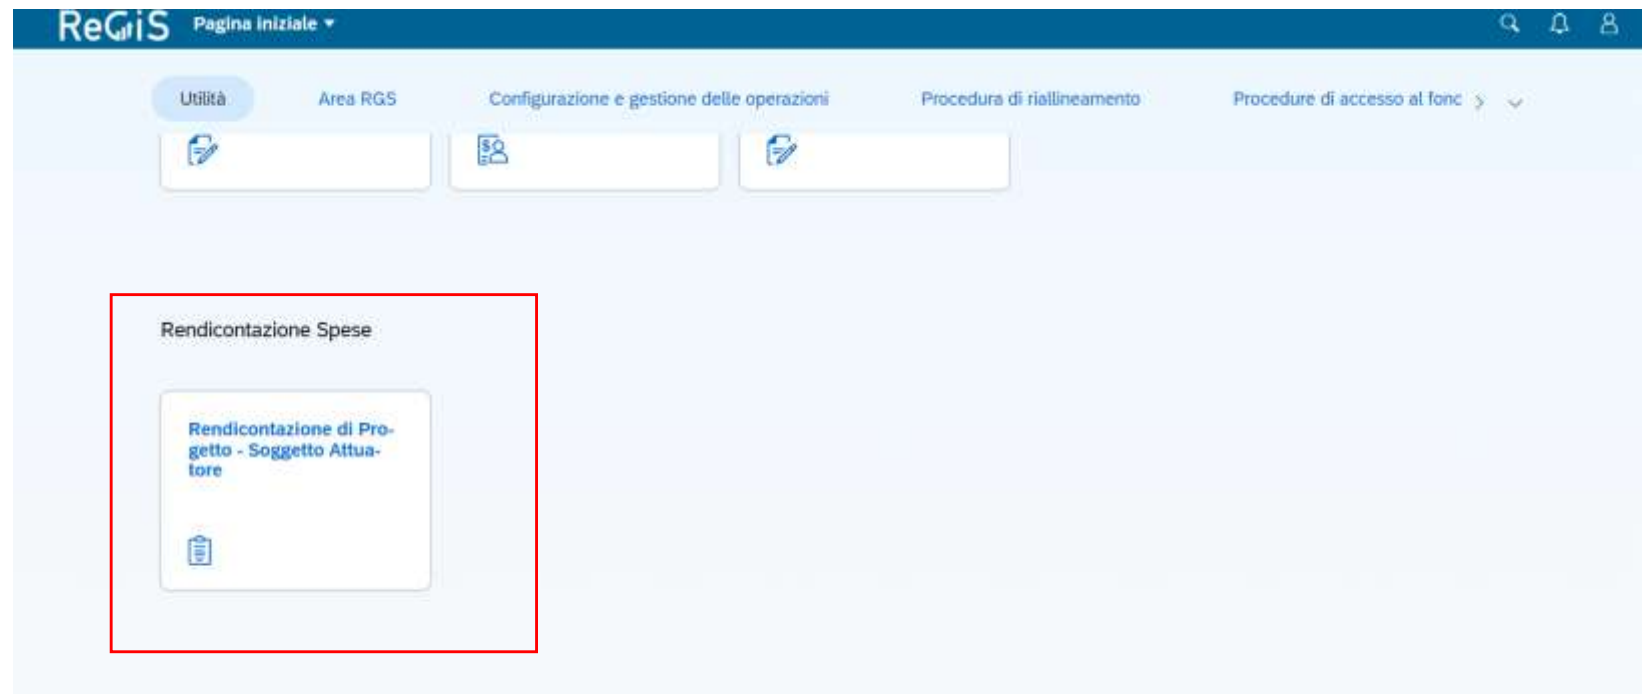 ReGiS Pagina iniziale
Utilità Area RGS Configurazione e gestione delle operazioni Procedura di riallineamento Procedure di accesso al fonc
Rendicontazione Spese
Rendicontazione di Pro-
getto - Soggetto Attua-
tore